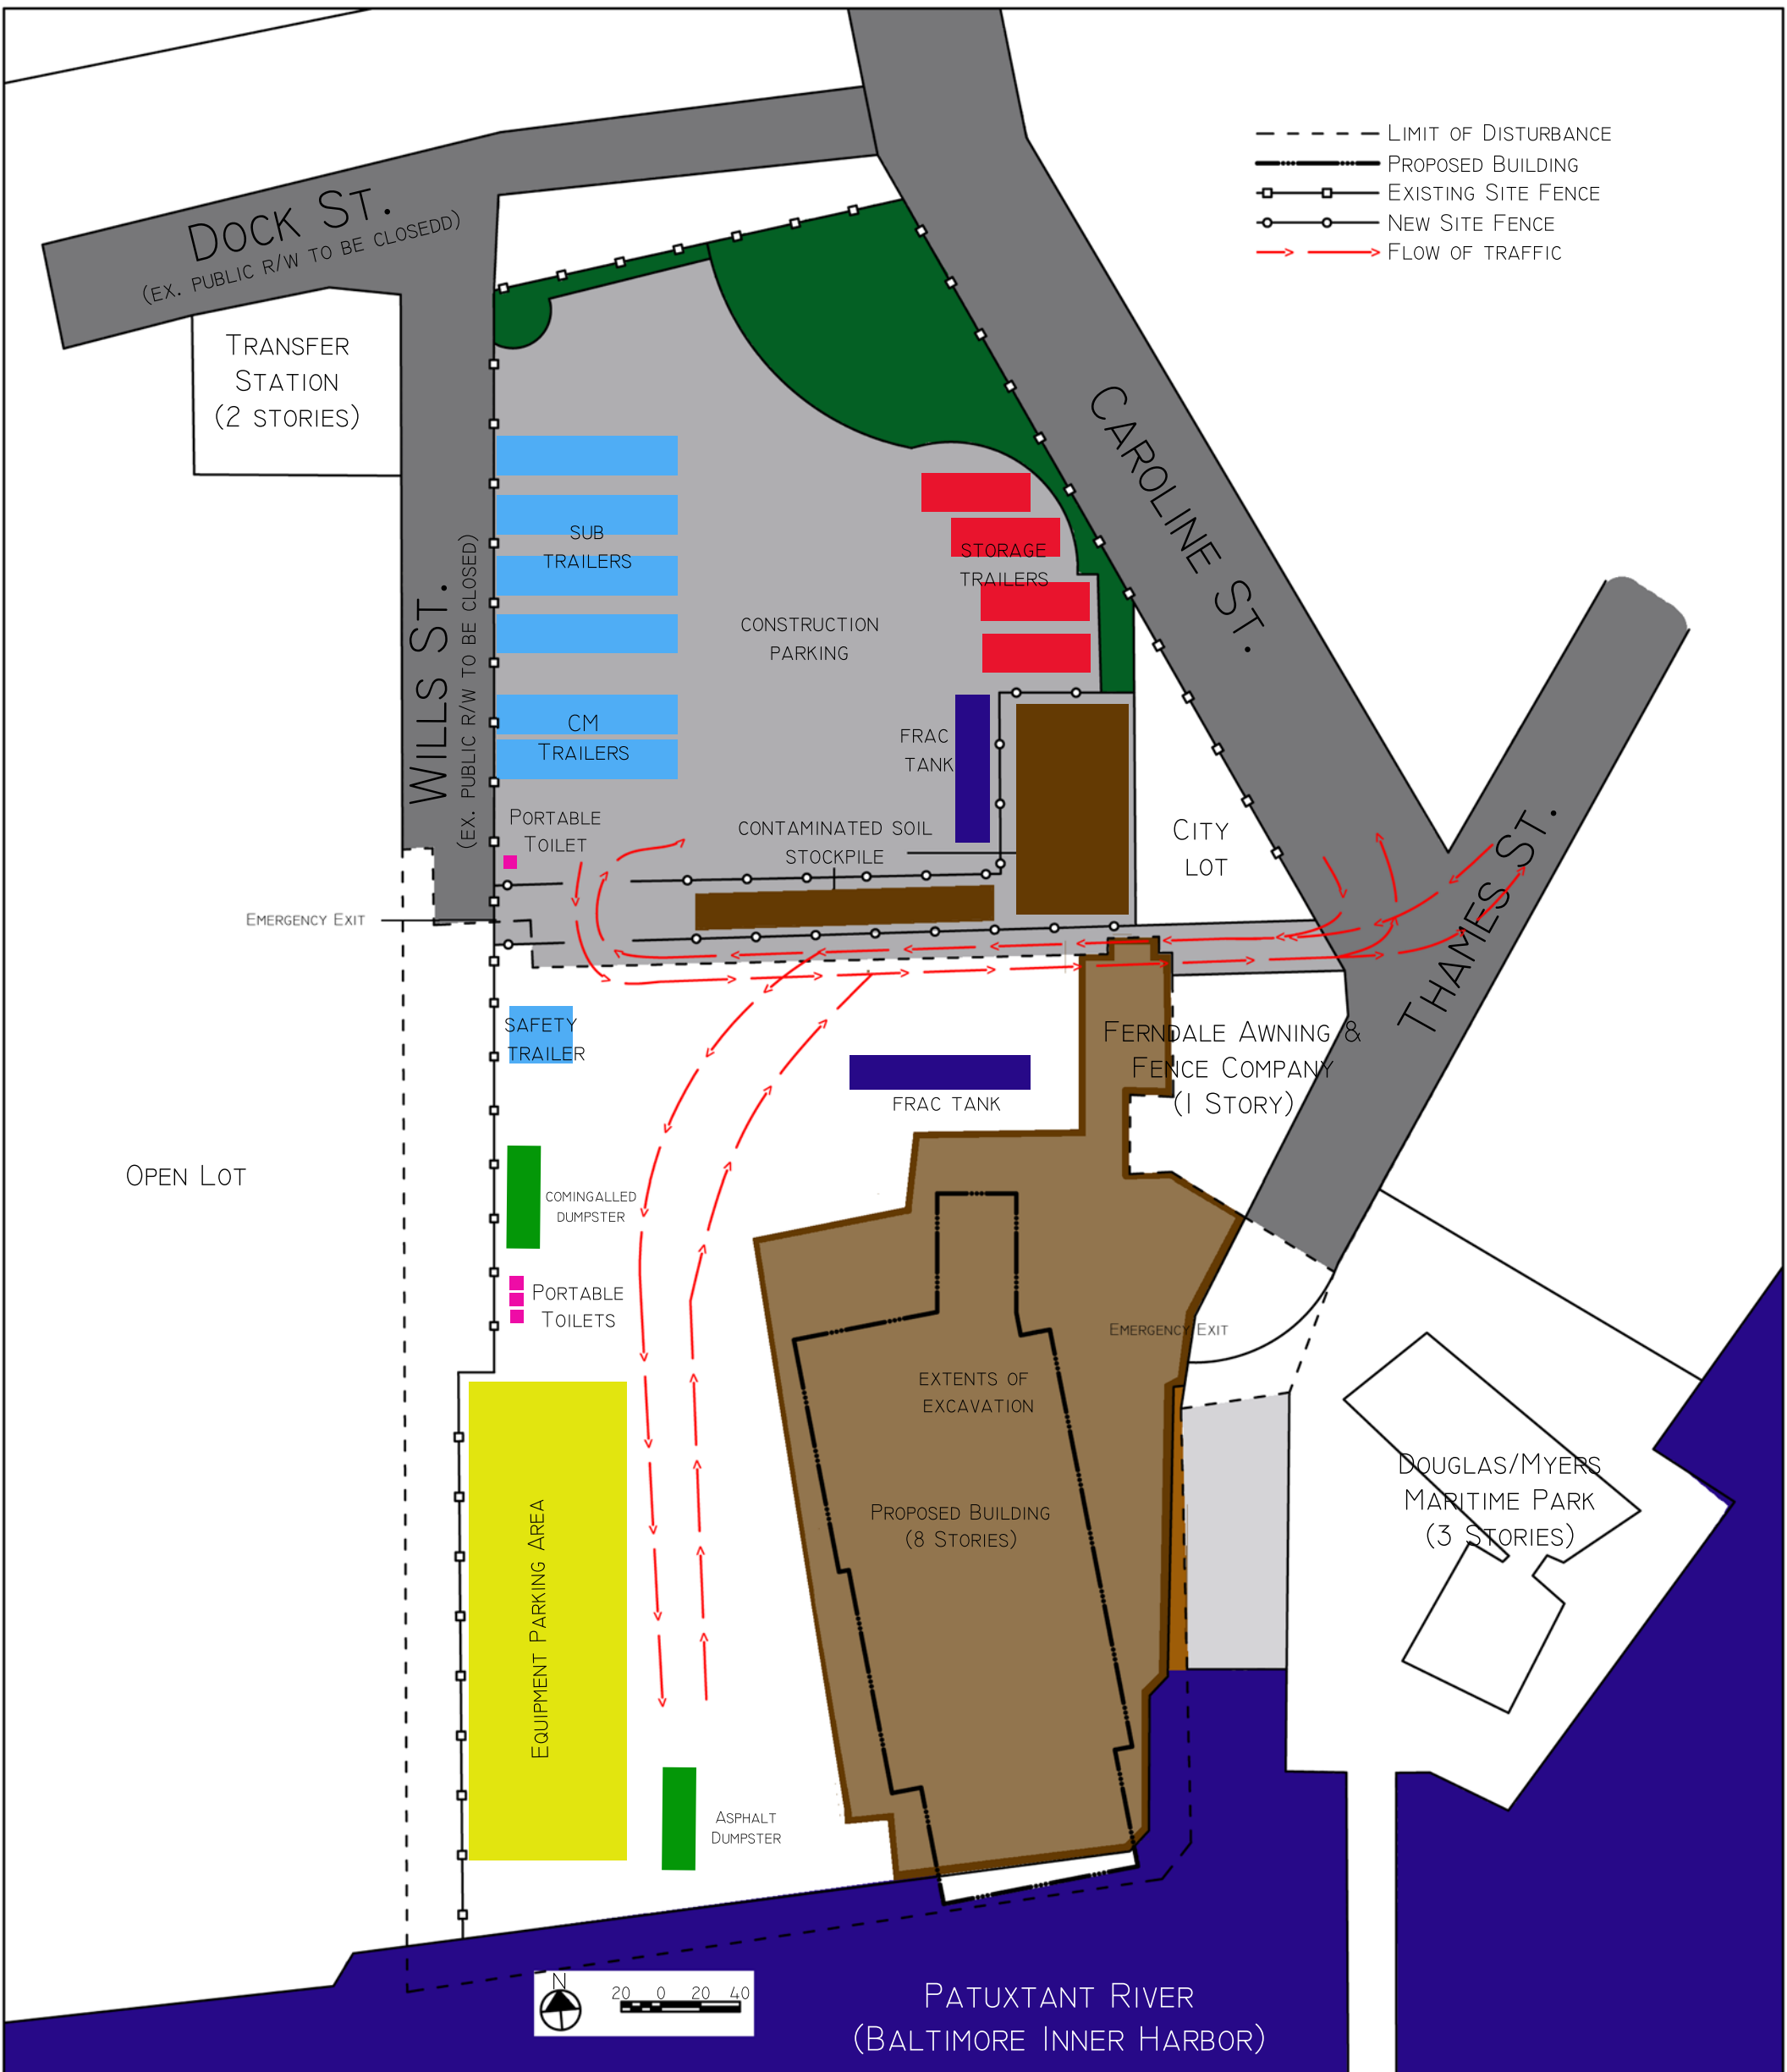 Limit of Disturbance
Proposed Building
Existing Site Fence
New Site Fence
Flow of traffic
Dock St.
(ex. public r/w to be closedd)
Transfer
Station
(2 stories)
Caroline St.
Wills St.
(ex. public r/w to be closed)
sub
trailers
storage
trailers
construction
parking
CM
Trailers
frac
tank
Portable
Toilet
contaminated soil
stockpile
City
lot
Thames St.
Emergency Exit
safety
trailer
Ferndale Awning &
Fence Company
(1 Story)
frac tank
Open Lot
comingalled
dumpster
Portable
Toilets
Emergency Exit
extents of
excavation
Equipment Parking Area
Proposed Building
(8 Stories)
Douglas/Myers
Maritime Park
(3 Stories)
Asphalt
Dumpster
N
20 0 20 40
Patuxtant River
(Baltimore Inner Harbor)